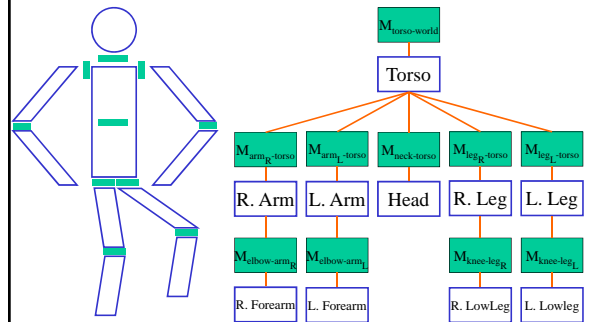 M_torso-world
Torso
M_arm_R-torso M_arm_L-torso M_neck-torso M_leg_R-torso M_leg_L-torso
R. Arm L. Arm Head R. Leg L. Leg
M_elbow-arm_R M_elbow-arm_L M_knee-leg_R M_knee-leg_L
R. Forearm L. Forearm R. LowLeg L. Lowleg